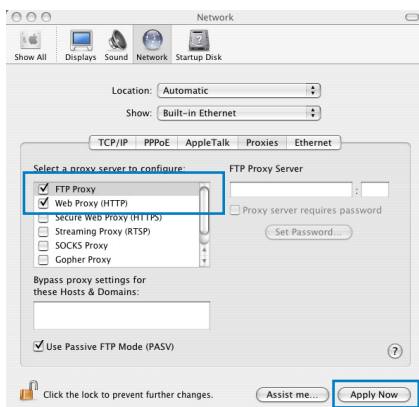 Network
Show All Displays Sound Network Startup Disk
Location: Automatic
Show: Built-in Ethernet
TCP/IP PPPoE AppleTalk Proxies Ethernet
Select a proxy server to configure: FTP Proxy Server
FTP Proxy :
Web Proxy (HTTP) Proxy server requires password
Secure Web Proxy (HTTPS)
Streaming Proxy (RTSP) Set Password...
SOCKS Proxy
Gopher Proxy
Bypass proxy settings for
these Hosts & Domains:
Use Passive FTP Mode (PASV) ?
Click the lock to prevent further changes. Assist me... Apply Now